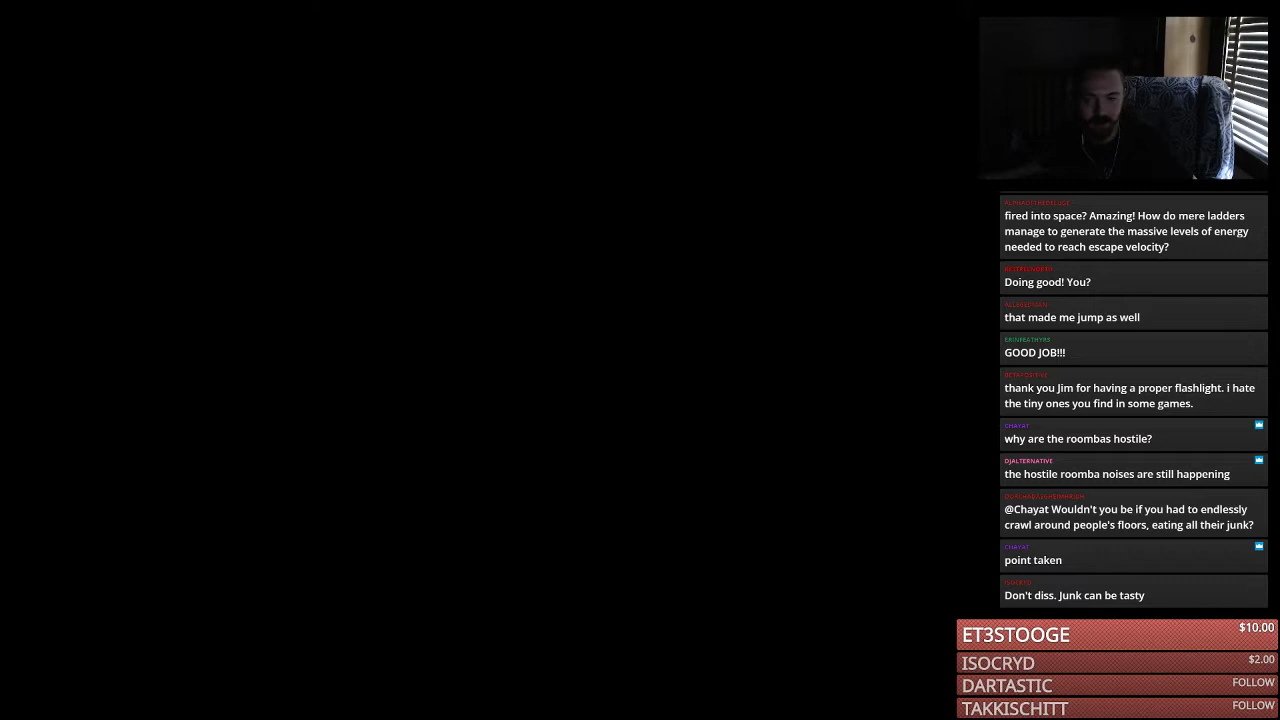 fired into space? Amazing! How do mere ladders
manage to generate the massive levels of energy
needed to reach escape velocity?
Doing good! You?
that made me jump as well
ERINFEATHYRS
GOOD JOB!!!
thank you Jim for having a proper flashlight. i hate
the tiny ones you find in some games.
CHAYAT
why are the roombas hostile?
DJALTERNATIVE
the hostile roomba noises are still happening
@Chayat Wouldn't you be if you had to endlessly
crawl around people's floors, eating all their junk?
CHAYAT
point taken
ISOCRYD
Don't diss. Junk can be tasty
ET3STOOGE $10.00
ISOCRYD $2.00
DARTASTIC FOLLOW
TAKKISCHITT FOLLOW